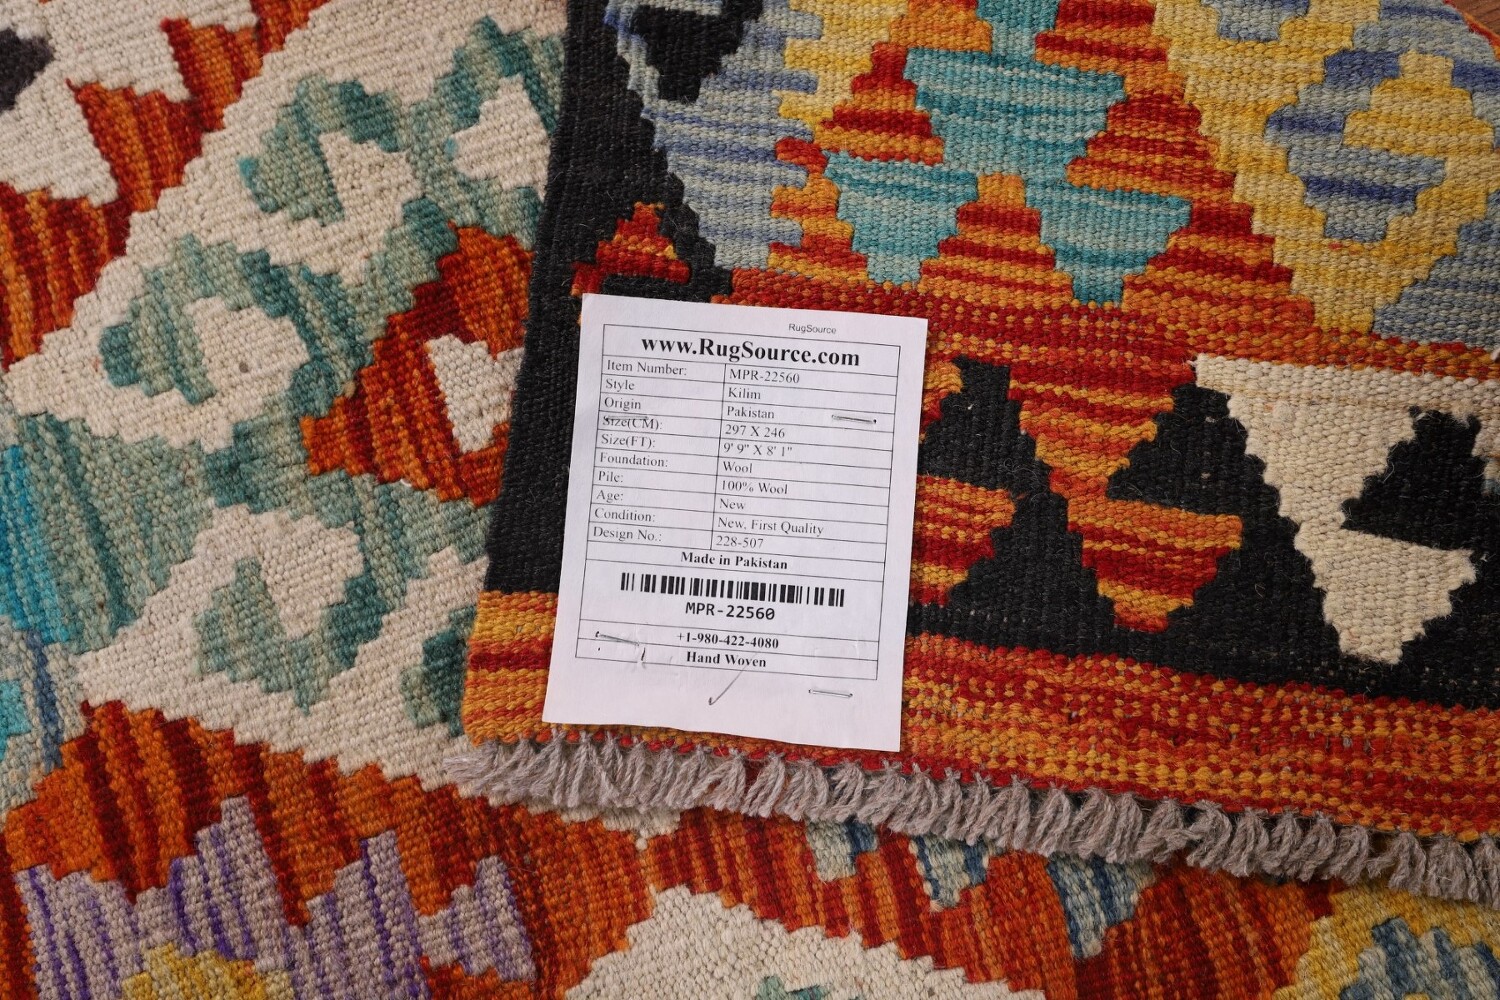 RugSource
www.RugSource.com
Item Number: MPR-22560
Style Kilim
Origin Pakistan
Size(CM): 297 X 246
Size(FT): 9' 9" X 8' 1"
Foundation: Wool
Pile: 100% Wool
Age: New
Condition: New, First Quality
Design No.: 228-507
Made in Pakistan
MPR-22560
+1-980-422-4080
Hand Woven